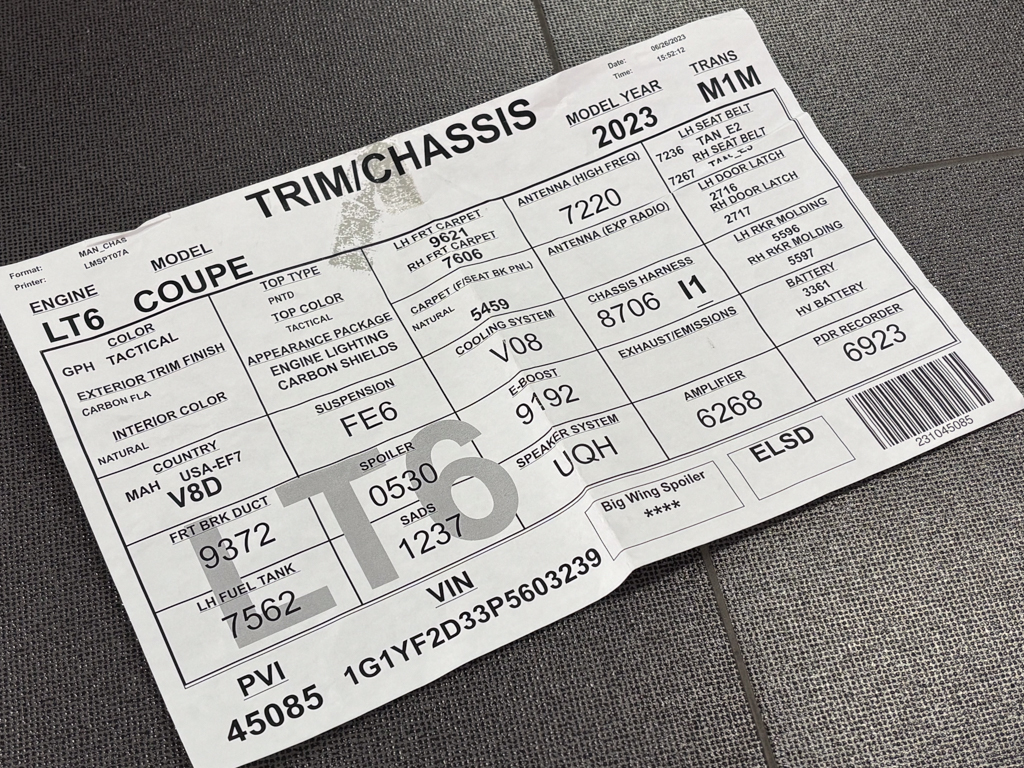 Format: MAN_CHAS
Printer: LMSPT07A
Date: 06/26/2023
Time: 15:52:12
TRIM/CHASSIS
ENGINE
LT6
MODEL
COUPE
MODEL YEAR
2023
TRANS
M1M
COLOR
GPH TACTICAL
EXTERIOR TRIM FINISH
CARBON FLA
INTERIOR COLOR
NATURAL
COUNTRY
MAH USA-EF7
V8D
FRT BRK DUCT
9372
LH FUEL TANK
7562
TOP TYPE
PNTD
TOP COLOR
TACTICAL
APPEARANCE PACKAGE
ENGINE LIGHTING
CARBON SHIELDS
SUSPENSION
FE6
SPOILER
0530
SADS
1237
LH FRT CARPET
9621
RH FRT CARPET
7606
CARPET (F/SEAT BK PNL)
NATURAL 5459
COOLING SYSTEM
V08
E-BOOST
9192
SPEAKER SYSTEM
UQH
ANTENNA (HIGH FREQ)
7220
ANTENNA (EXP RADIO)
CHASSIS HARNESS
8706 I1
EXHAUST/EMISSIONS
AMPLIFIER
6268
LH SEAT BELT
7236 TAN_E2
RH SEAT BELT
7267
LH DOOR LATCH
2716
RH DOOR LATCH
2717
LH RKR MOLDING
5596
RH RKR MOLDING
5597
BATTERY
3361
HV BATTERY
PDR RECORDER
6923
LT6
PVI
45085
VIN
1G1YF2D33P5603239
Big Wing Spoiler
****
ELSD
231045085